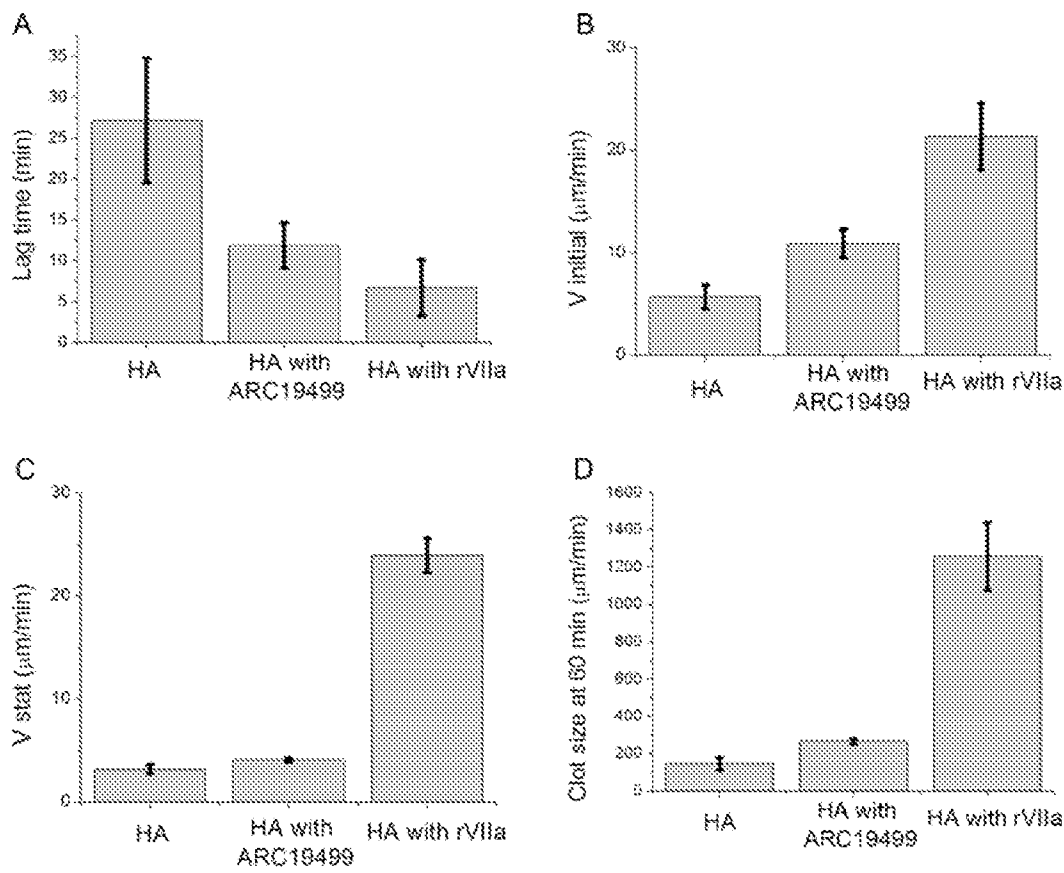 A
Lag time (min)
35
30
25
20
15
10
5
0
HA
HA with
ARC19499
HA with rVIIa
B
V initial (μm/min)
30
20
10
0
HA
HA with
ARC19499
HA with rVIIa
C
V stat (μm/min)
30
20
10
0
HA
HA with
ARC19499
HA with rVIIa
D
Clot size at 60 min (μm/min)
1600
1400
1200
1000
800
600
400
200
0
HA
HA with
ARC19499
HA with rVIIa